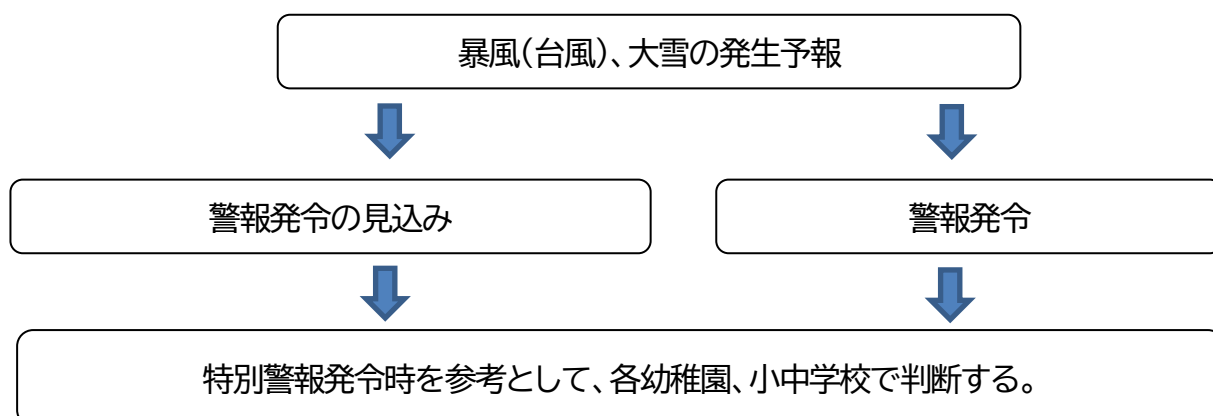 暴風(台風)、大雪の発生予報
警報発令の見込み
警報発令
特別警報発令時を参考として、各幼稚園、小中学校で判断する。